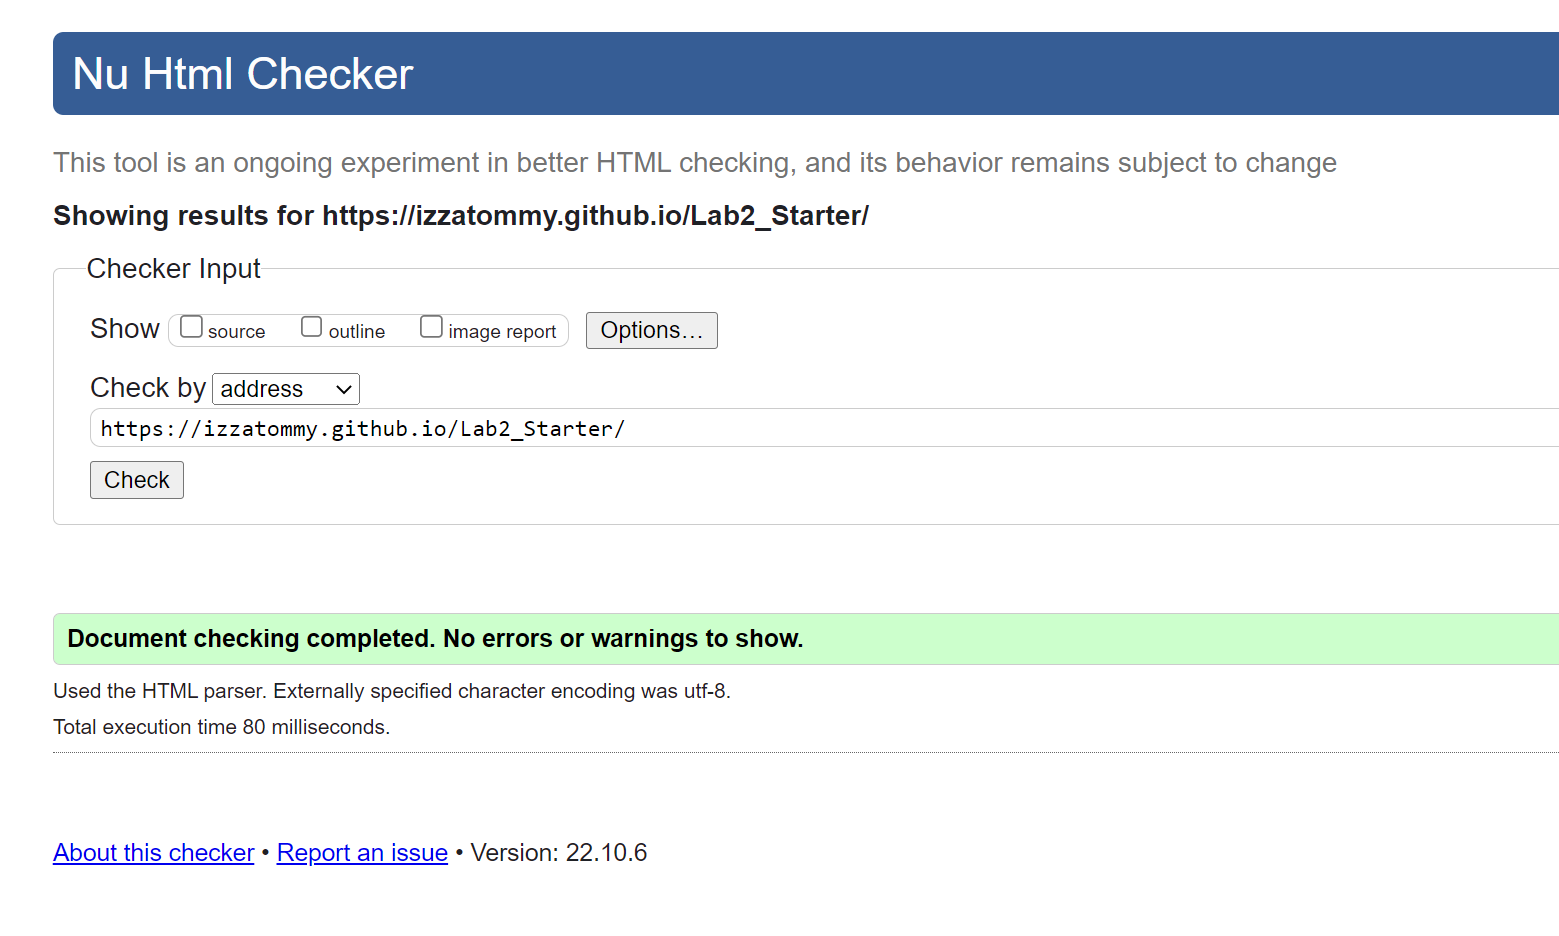 Nu Html Checker
This tool is an ongoing experiment in better HTML checking, and its behavior remains subject to change
Showing results for https://izzatommy.github.io/Lab2_Starter/
Checker Input
Show source outline image report Options…
Check by address
https://izzatommy.github.io/Lab2_Starter/
Check
Document checking completed. No errors or warnings to show.
Used the HTML parser. Externally specified character encoding was utf-8.
Total execution time 80 milliseconds.
About this checker • Report an issue • Version: 22.10.6